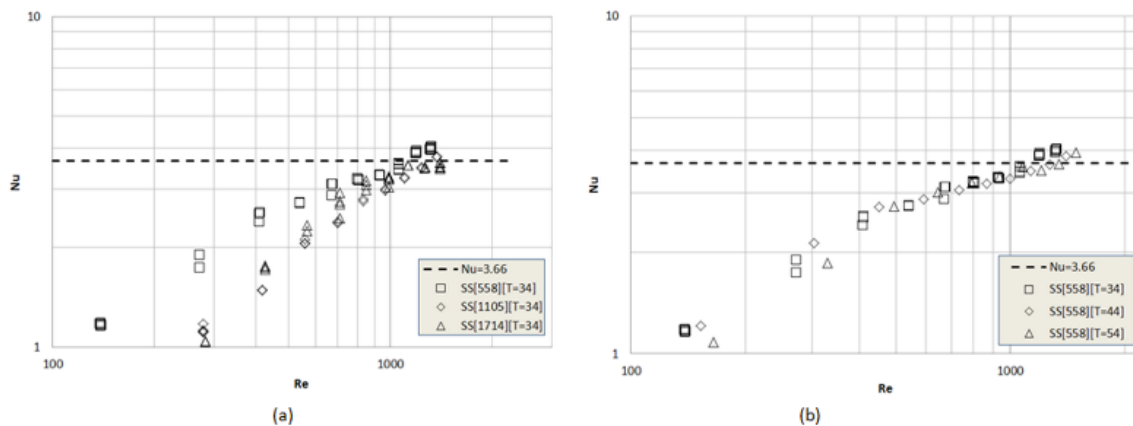 10
Nu
1
100
1000
Re
Nu=3.66
SS[558][T=34]
SS[1105][T=34]
SS[1714][T=34]
(a)
10
Nu
1
100
1000
Re
Nu=3.66
SS[558][T=34]
SS[558][T=44]
SS[558][T=54]
(b)